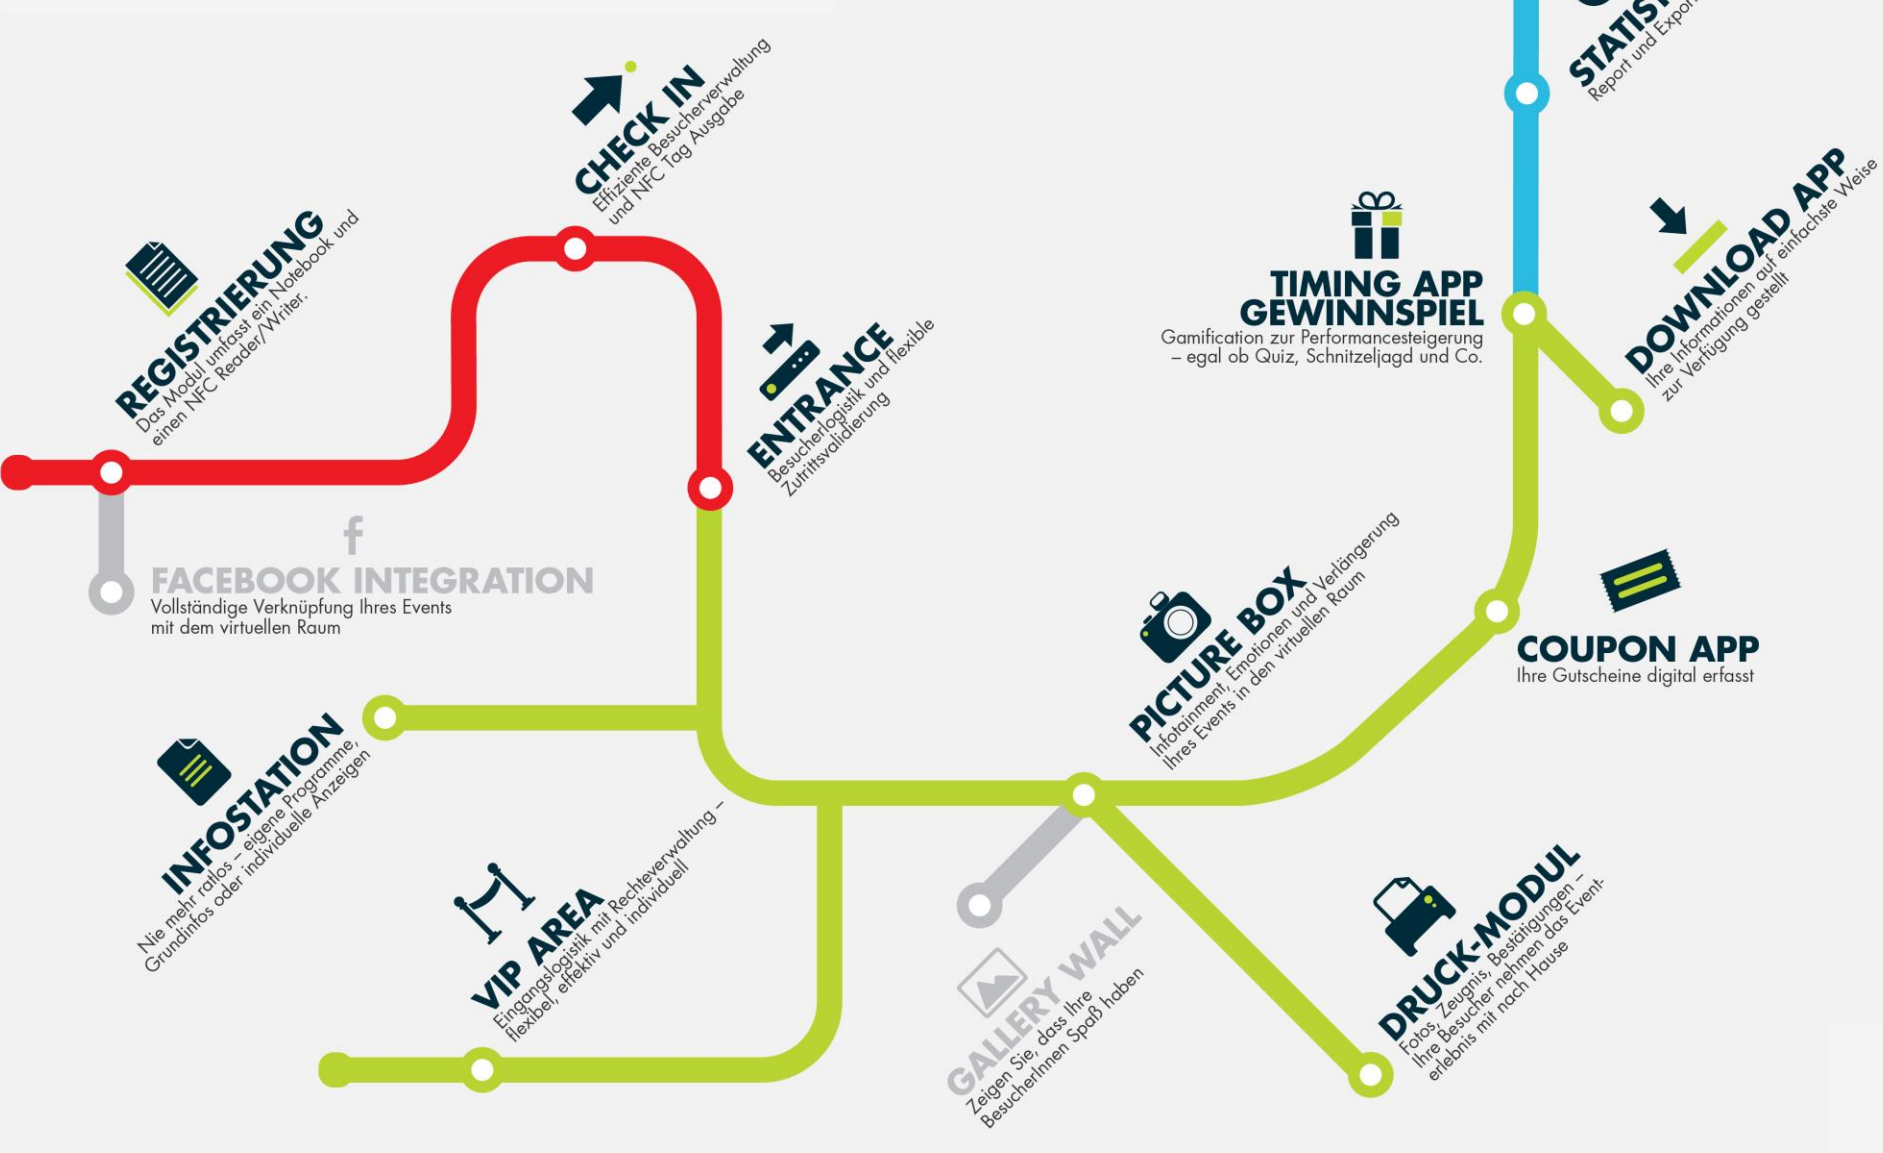 STATIS
Report und Expor
CHECK IN
Effiziente Besucherverwaltung
und NFC Tag Ausgabe
REGISTRIERUNG
Das Modul umfasst ein Notebook und
einen NFC Reader/Writer.
TIMING APP
GEWINNSPIEL
Gamification zur Performancesteigerung
– egal ob Quiz, Schnitzeljagd und Co.
DOWNLOAD APP
Ihre Informationen auf einfachste Weise
zur Verfügung gestellt
ENTRANCE
Besucherlogistik und flexible
Zutrittsvalidierung
f
FACEBOOK INTEGRATION
Vollständige Verknüpfung Ihres Events
mit dem virtuellen Raum
PICTURE BOX
Infotainment, Emotionen und Verlängerung
Ihres Events in den virtuellen Raum
COUPON APP
Ihre Gutscheine digital erfasst
INFOSTATION
Nie mehr ratlos – eigene Programme,
Grundinfos oder individuelle Anzeigen
VIP AREA
Eingangslogistik mit Rechteverwaltung –
flexibel, effektiv und individuell
GALLERY WALL
Zeigen Sie, dass Ihre
BesucherInnen Spaß haben
DRUCK-MODUL
Fotos, Zeugnis, Bestätigungen –
Ihre Besucher nehmen das Event-
erlebnis mit nach Hause